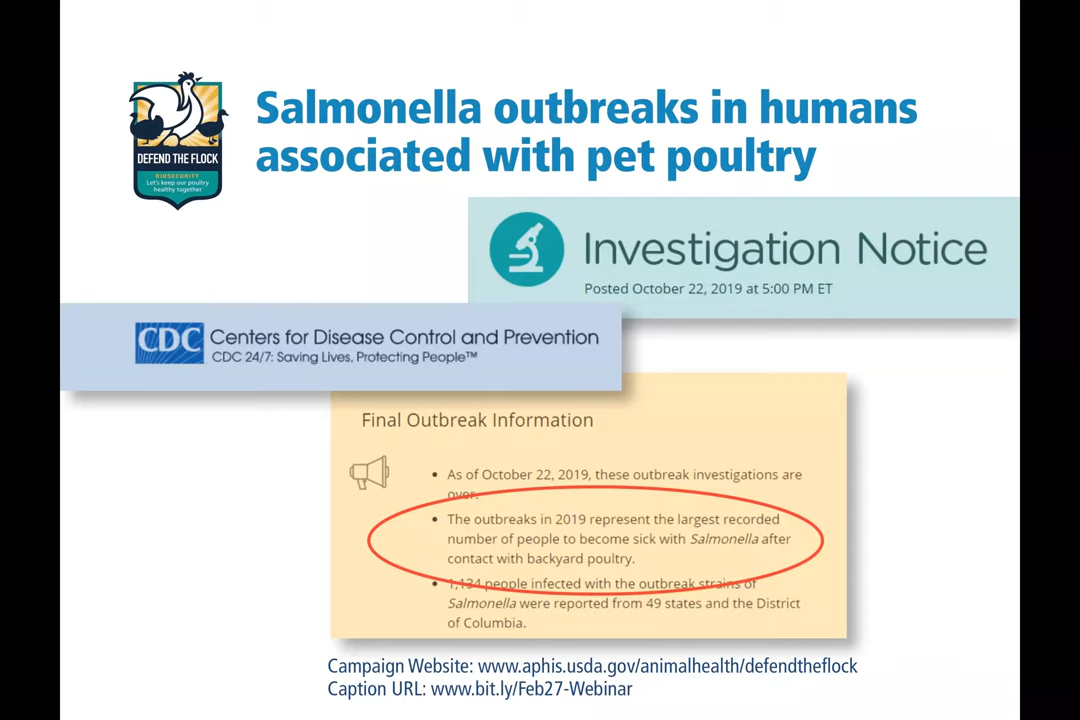 Salmonella outbreaks in humans
associated with pet poultry
DEFEND THE FLOCK
BIOSECURITY
Let's keep our poultry
healthy together
Investigation Notice
Posted October 22, 2019 at 5:00 PM ET
CDC Centers for Disease Control and Prevention
CDC 24/7: Saving Lives, Protecting People™
Final Outbreak Information
• As of October 22, 2019, these outbreak investigations are
over.
• The outbreaks in 2019 represent the largest recorded
number of people to become sick with Salmonella after
contact with backyard poultry.
• 1,134 people infected with the outbreak strains of
Salmonella were reported from 49 states and the District
of Columbia.
Campaign Website: www.aphis.usda.gov/animalhealth/defendtheflock
Caption URL: www.bit.ly/Feb27-Webinar